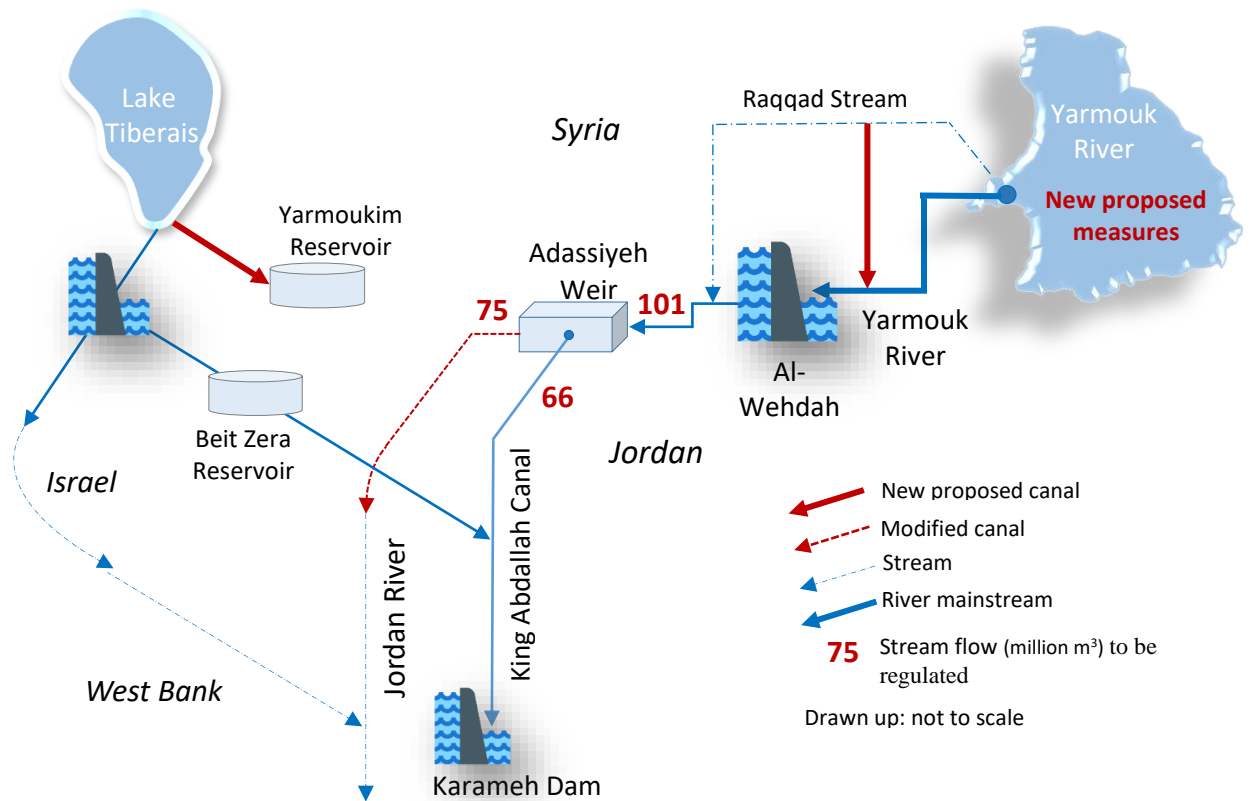 Lake
Tiberais
Syria
Raqqad Stream
Yarmouk
River
New proposed
measures
Yarmoukim
Reservoir
Adassiyeh
Weir
75
101
66
Yarmouk
River
Al-
Wehdah
Beit Zera
Reservoir
Israel
Jordan
Jordan River
King Abdallah Canal
West Bank
Karameh Dam
New proposed canal
Modified canal
Stream
River mainstream
75 Stream flow (million m³) to be
regulated
Drawn up: not to scale